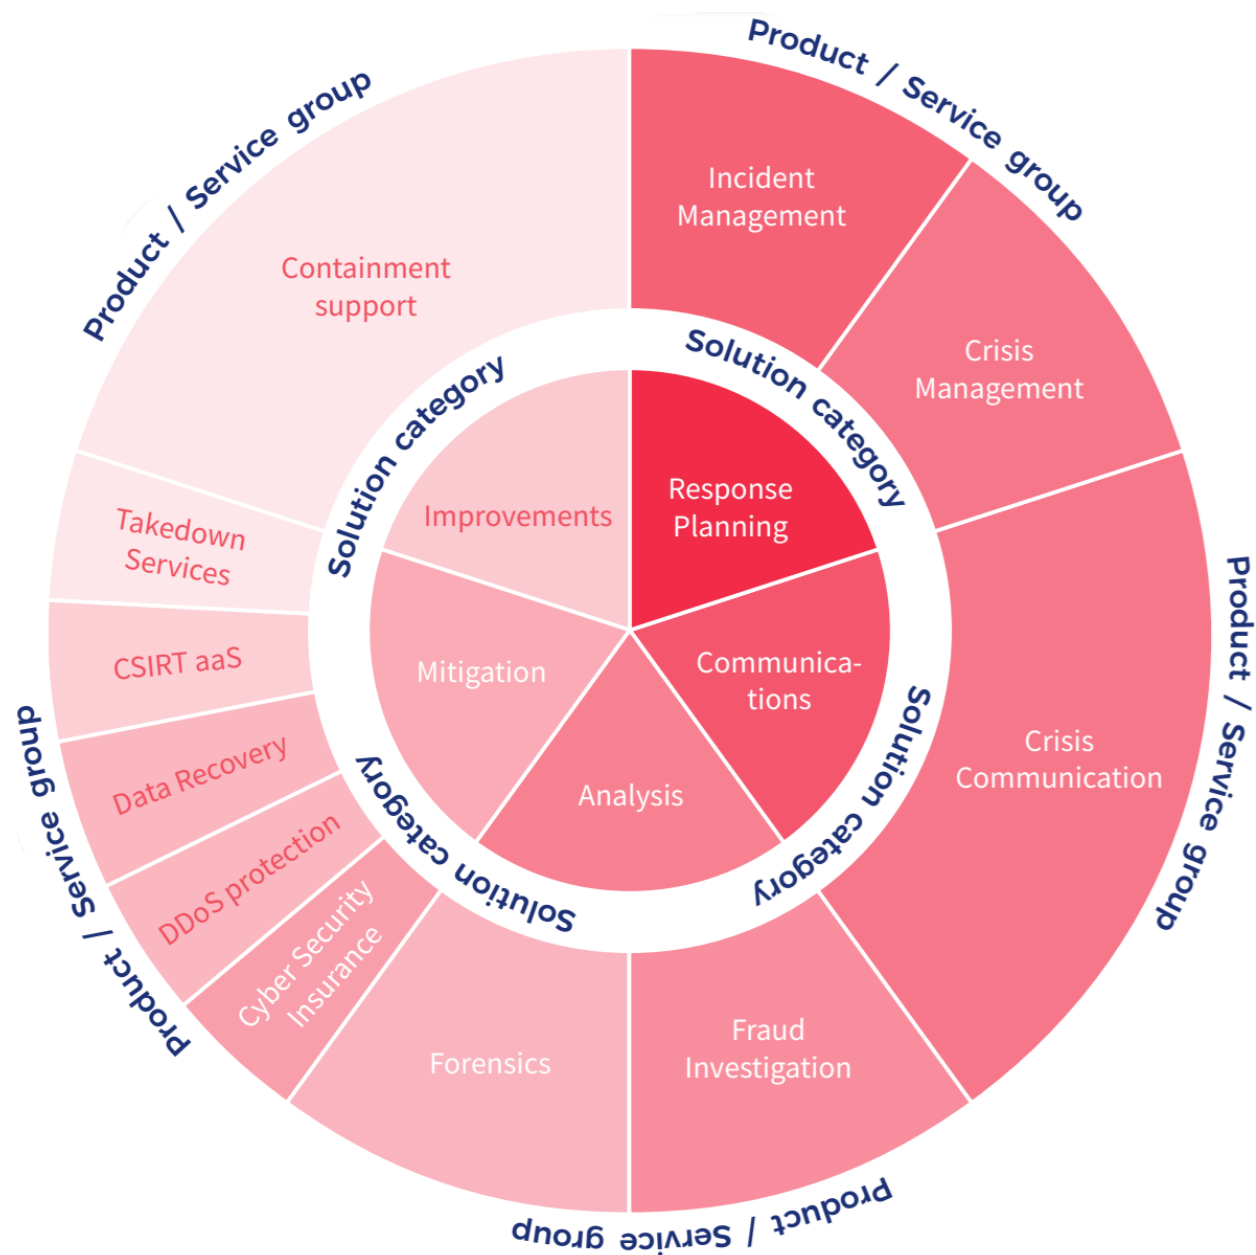 Product / Service group
Incident
Management
Crisis
Management
Product / Service group
Crisis
Communication
Product / Service group
Fraud
Investigation
Forensics
Product / Service group
Cyber Security
Insurance
DDoS protection
Data Recovery
CSIRT aaS
Takedown
Services
Product / Service group
Containment
support
Solution category
Response
Planning
Solution category
Communica-
tions
Solution category
Analysis
Mitigation
Solution category
Improvements